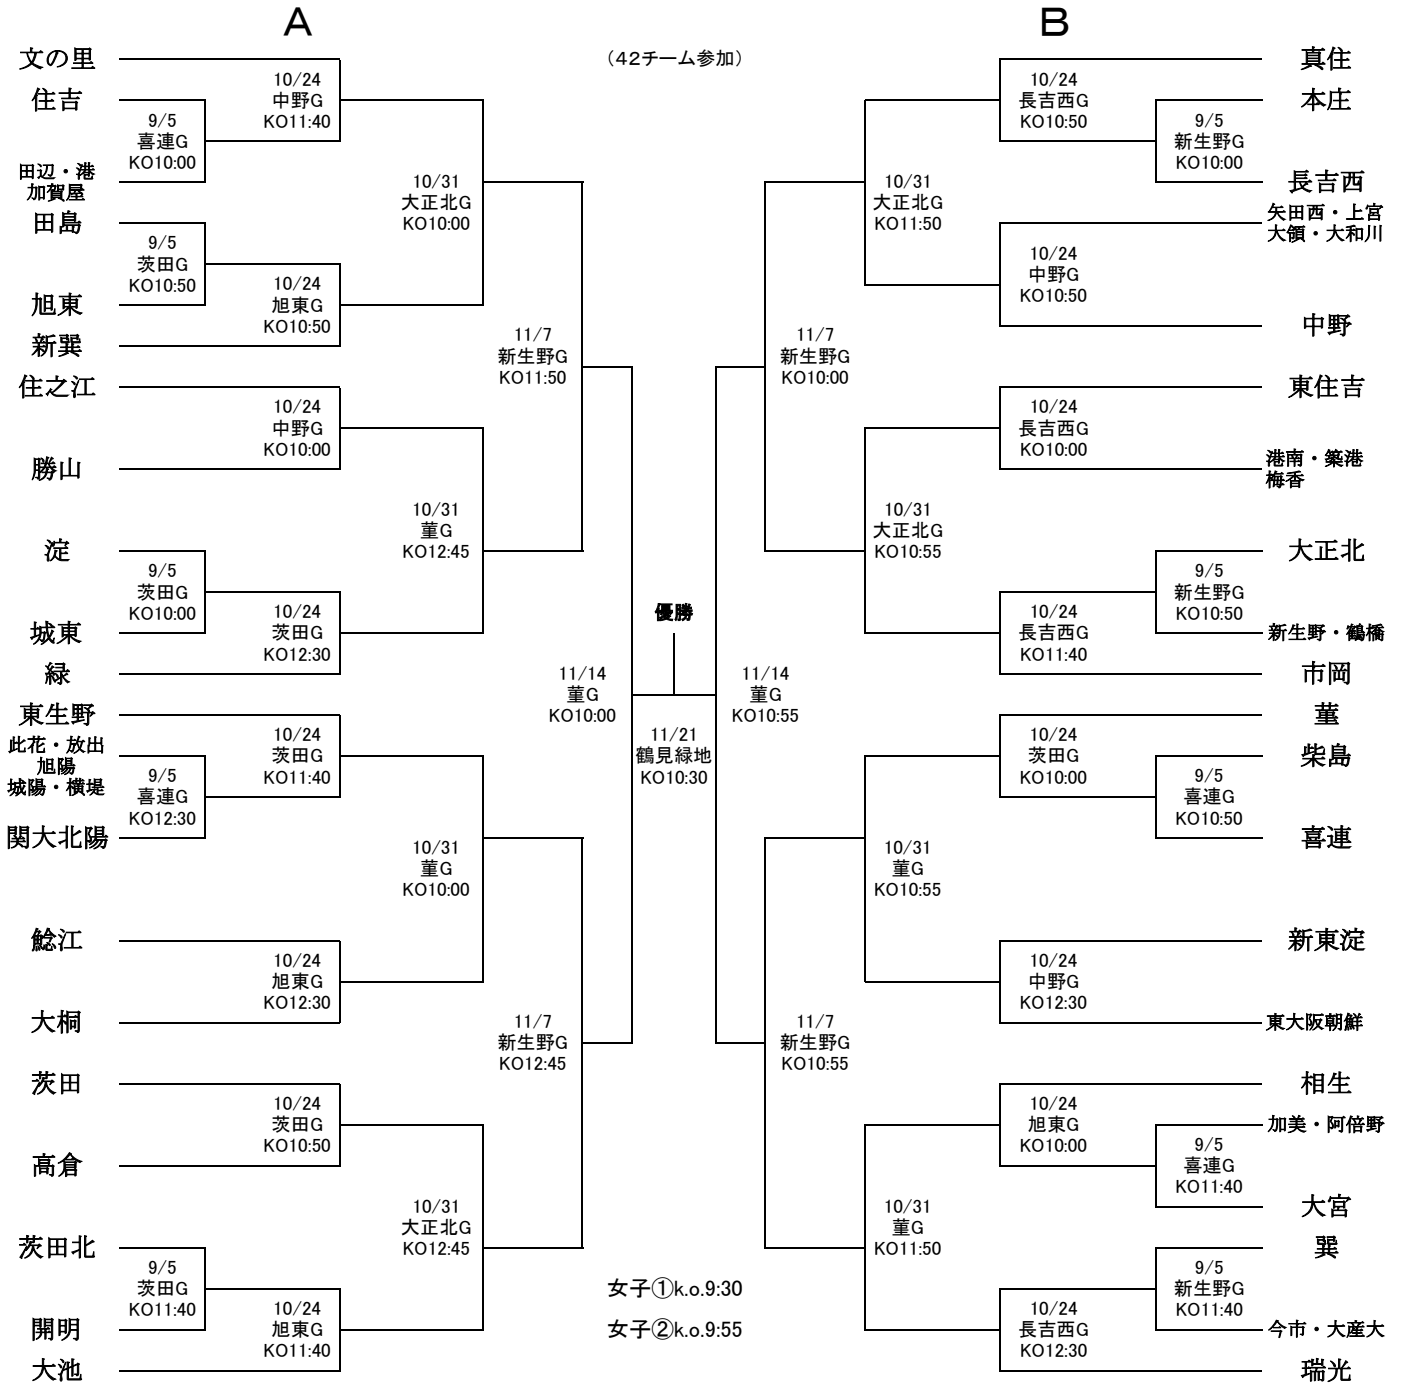 A
B
(42チーム参加)
文の里
住吉
田辺・港
加賀屋
田島
旭東
新巽
住之江
勝山
淀
城東
緑
東生野
此花・放出
旭陽
城陽・横堤
関大北陽
鯰江
大桐
茨田
高倉
茨田北
開明
大池
9/5
喜連G
KO10:00
9/5
茨田G
KO10:50
9/5
茨田G
KO10:00
9/5
喜連G
KO12:30
9/5
茨田G
KO11:40
10/24
中野G
KO11:40
10/24
旭東G
KO10:50
10/24
中野G
KO10:00
10/24
茨田G
KO12:30
10/24
茨田G
KO11:40
10/24
旭東G
KO12:30
10/24
茨田G
KO10:50
10/24
旭東G
KO11:40
10/31
大正北G
KO10:00
10/31
菫G
KO12:45
10/31
菫G
KO10:00
10/31
大正北G
KO12:45
11/7
新生野G
KO11:50
11/7
新生野G
KO12:45
11/14
菫G
KO10:00
優勝
11/21
鶴見緑地
KO10:30
11/14
菫G
KO10:55
11/7
新生野G
KO10:00
11/7
新生野G
KO10:55
10/31
大正北G
KO11:50
10/31
大正北G
KO10:55
10/31
菫G
KO10:55
10/31
菫G
KO11:50
10/24
長吉西G
KO10:50
10/24
中野G
KO10:50
10/24
長吉西G
KO10:00
10/24
長吉西G
KO11:40
10/24
茨田G
KO10:00
10/24
中野G
KO12:30
10/24
旭東G
KO10:00
10/24
長吉西G
KO12:30
9/5
新生野G
KO10:00
9/5
新生野G
KO10:50
9/5
喜連G
KO10:50
9/5
喜連G
KO11:40
9/5
新生野G
KO11:40
真住
本庄
長吉西
矢田西・上宮
大領・大和川
中野
東住吉
港南・築港
梅香
大正北
新生野・鶴橋
市岡
菫
柴島
喜連
新東淀
東大阪朝鮮
相生
加美・阿倍野
大宮
巽
今市・大産大
瑞光
女子①k.o.9:30
女子②k.o.9:55